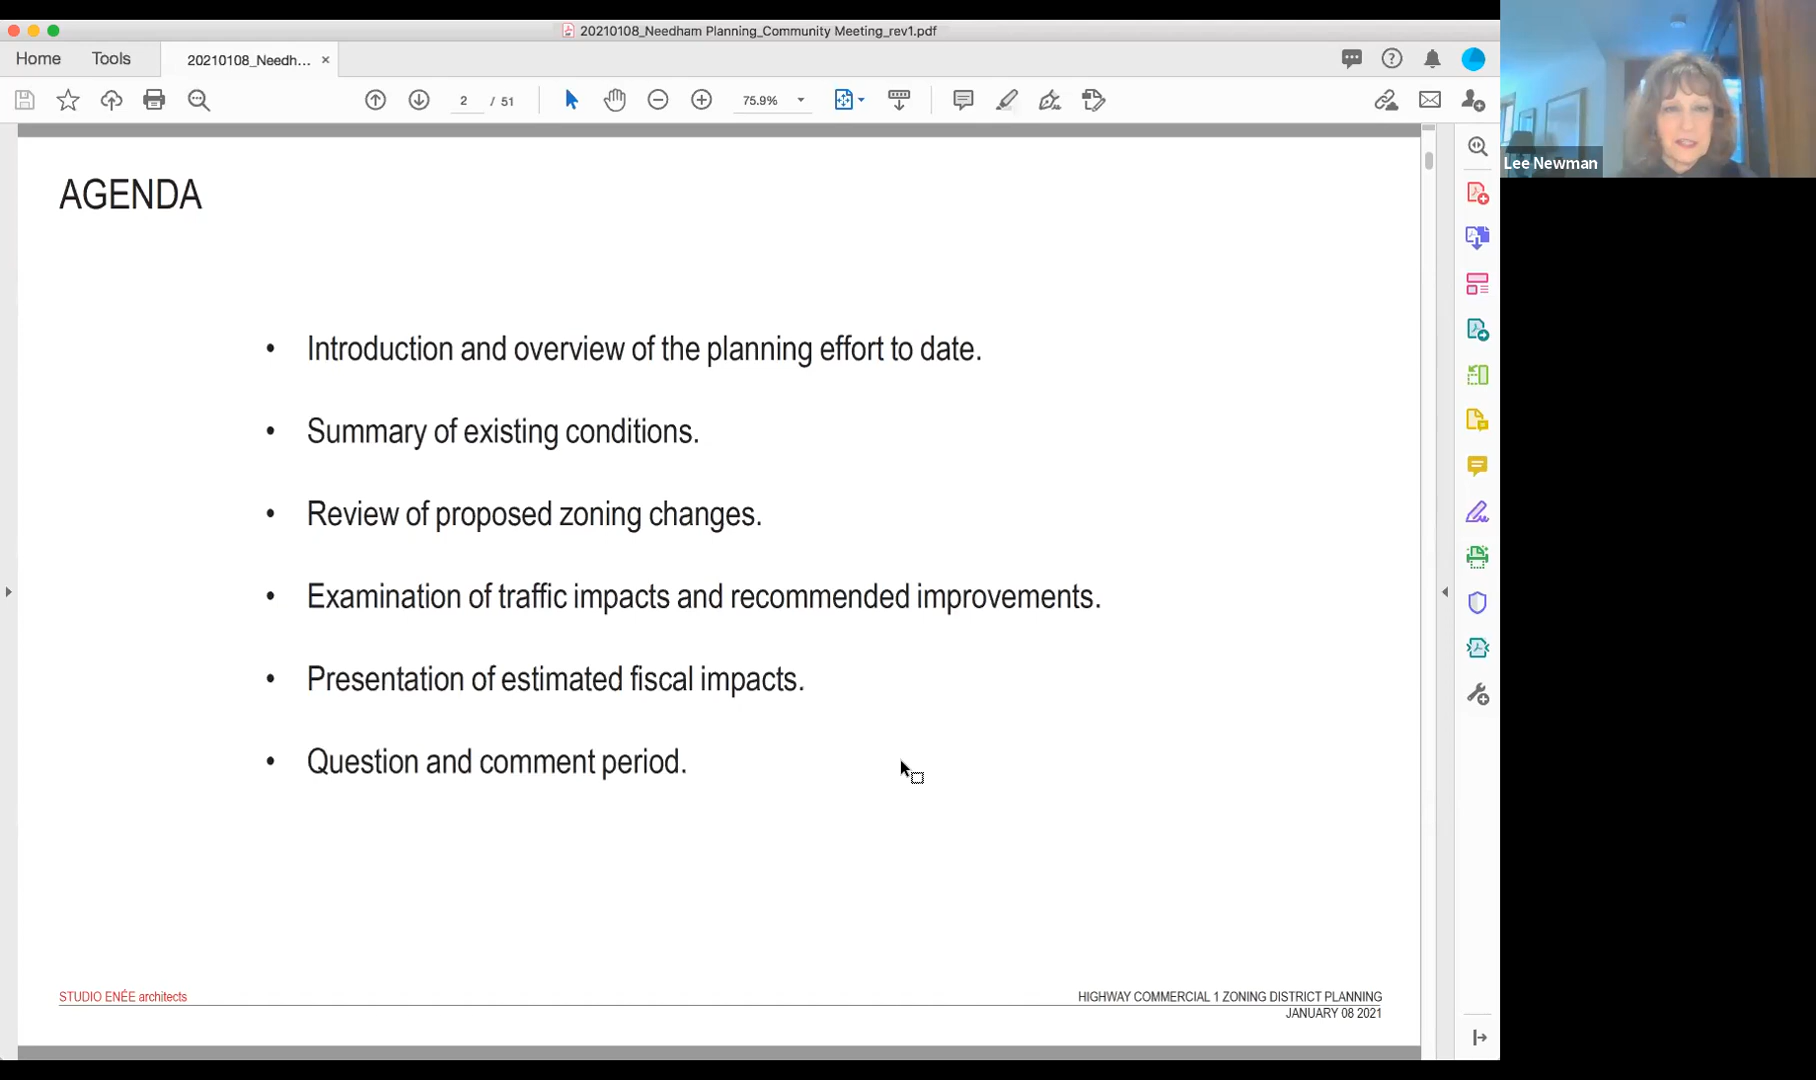 20210108_Needham Planning_Community Meeting_rev1.pdf
Home
Tools
20210108_Needh...
2 / 51
75.9%
Lee Newman
AGENDA
• Introduction and overview of the planning effort to date.
• Summary of existing conditions.
• Review of proposed zoning changes.
• Examination of traffic impacts and recommended improvements.
• Presentation of estimated fiscal impacts.
• Question and comment period.
STUDIO ENÉE architects
HIGHWAY COMMERCIAL 1 ZONING DISTRICT PLANNING
JANUARY 08 2021